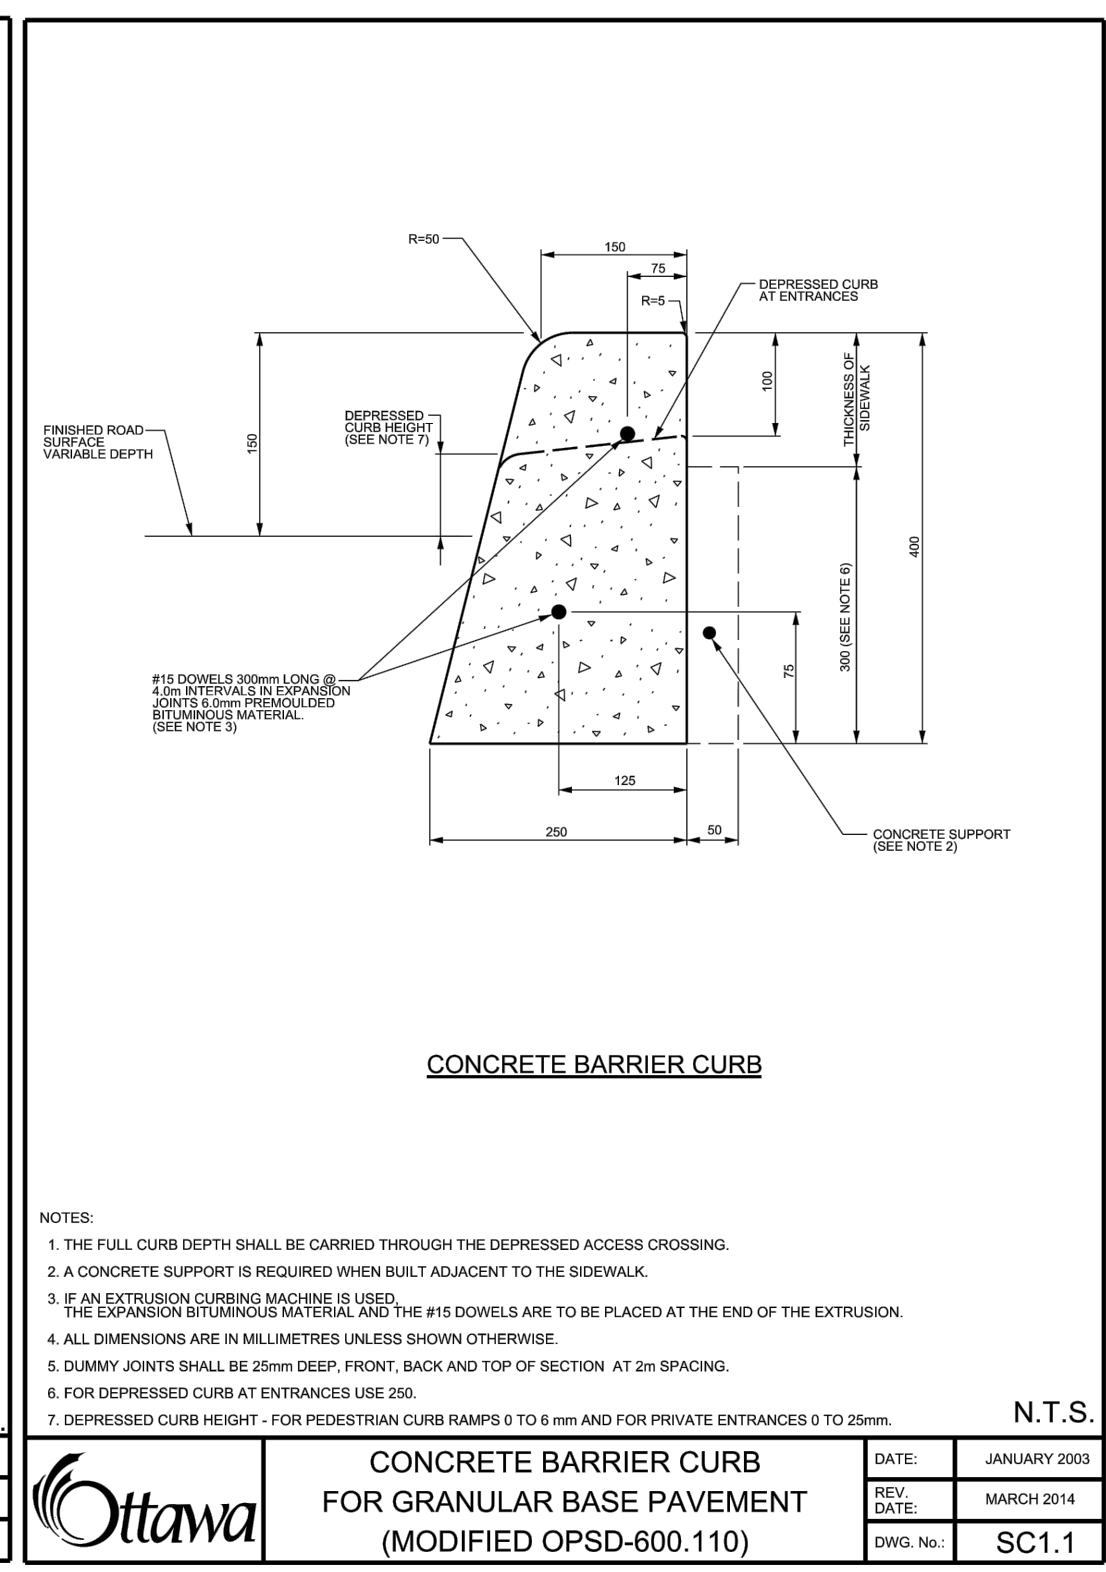 R=50
150
75
DEPRESSED CURB
AT ENTRANCES
R=5
100
THICKNESS OF
SIDEWALK
DEPRESSED
CURB HEIGHT
(SEE NOTE 7)
FINISHED ROAD
SURFACE
VARIABLE DEPTH
150
400
300 (SEE NOTE 6)
75
#15 DOWELS 300mm LONG @
4.0m INTERVALS IN EXPANSION
JOINTS 6.0mm PREMOULDED
BITUMINOUS MATERIAL.
(SEE NOTE 3)
125
250
50
CONCRETE SUPPORT
(SEE NOTE 2)
CONCRETE BARRIER CURB
NOTES:
1. THE FULL CURB DEPTH SHALL BE CARRIED THROUGH THE DEPRESSED ACCESS CROSSING.
2. A CONCRETE SUPPORT IS REQUIRED WHEN BUILT ADJACENT TO THE SIDEWALK.
3. IF AN EXTRUSION CURBING MACHINE IS USED,
THE EXPANSION BITUMINOUS MATERIAL AND THE #15 DOWELS ARE TO BE PLACED AT THE END OF THE EXTRUSION.
4. ALL DIMENSIONS ARE IN MILLIMETRES UNLESS SHOWN OTHERWISE.
5. DUMMY JOINTS SHALL BE 25mm DEEP, FRONT, BACK AND TOP OF SECTION AT 2m SPACING.
6. FOR DEPRESSED CURB AT ENTRANCES USE 250.
7. DEPRESSED CURB HEIGHT - FOR PEDESTRIAN CURB RAMPS 0 TO 6 mm AND FOR PRIVATE ENTRANCES 0 TO 25mm.
N.T.S.
Ottawa
CONCRETE BARRIER CURB
FOR GRANULAR BASE PAVEMENT
(MODIFIED OPSD-600.110)
DATE: JANUARY 2003
REV.
DATE: MARCH 2014
DWG. No.: SC1.1